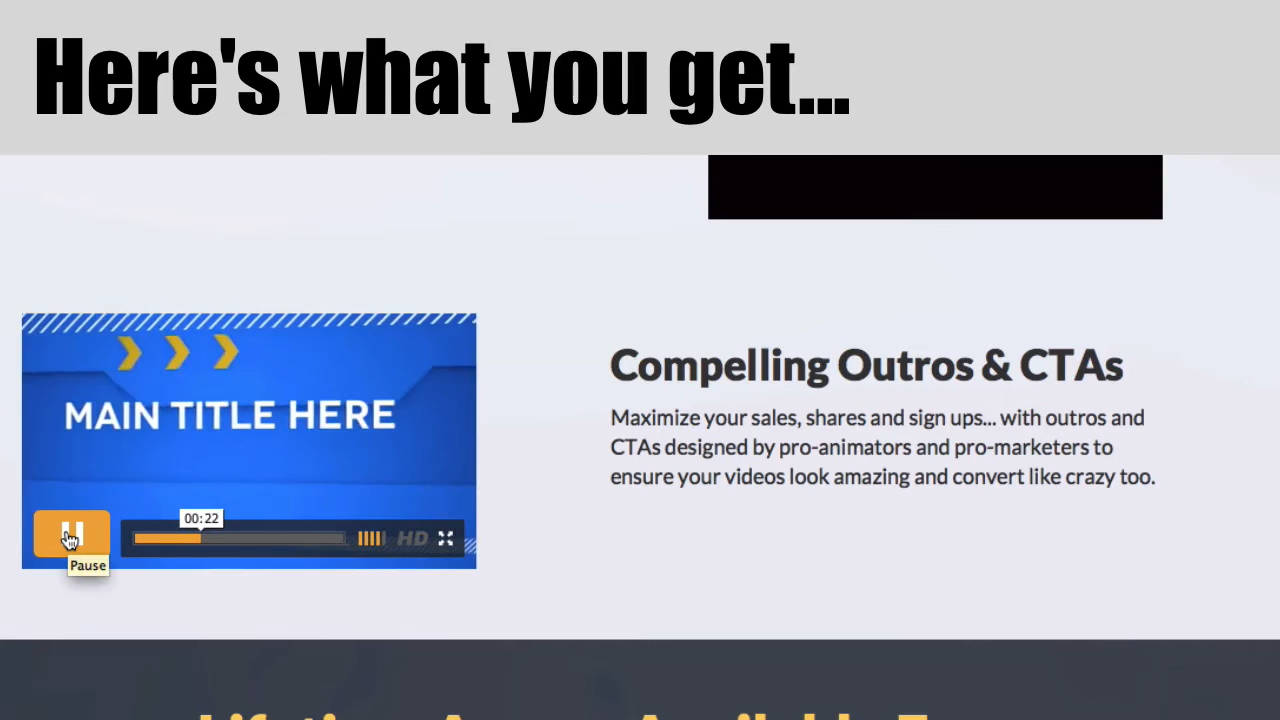 Here's what you get...
MAIN TITLE HERE
00:22
HD
Pause
Compelling Outros & CTAs
Maximize your sales, shares and sign ups... with outros and
CTAs designed by pro-animators and pro-marketers to
ensure your videos look amazing and convert like crazy too.